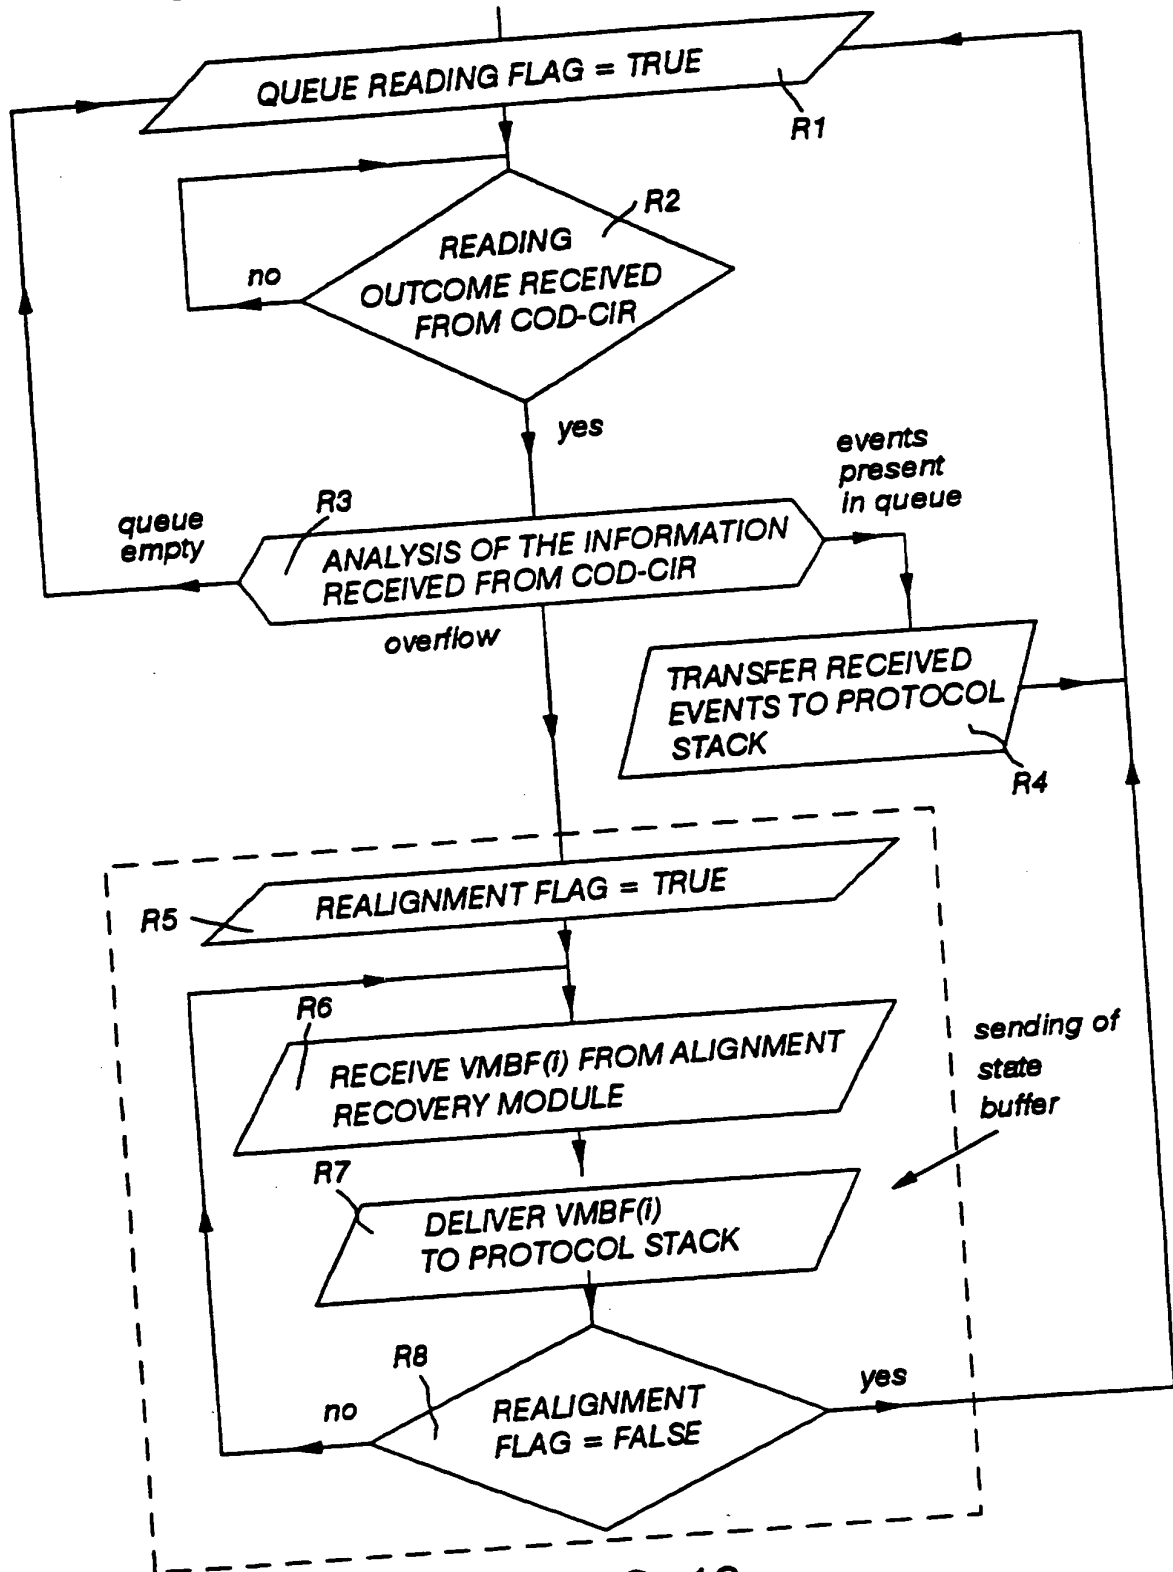 QUEUE READING FLAG = TRUE
R1
R2
READING
OUTCOME RECEIVED
FROM COD-CIR
no
yes
events
present
in queue
queue
empty
R3
ANALYSIS OF THE INFORMATION
RECEIVED FROM COD-CIR
overflow
TRANSFER RECEIVED
EVENTS TO PROTOCOL
STACK
R4
REALIGNMENT FLAG = TRUE
R5
R6
RECEIVE VMBF(i) FROM ALIGNMENT
RECOVERY MODULE
sending of
state
buffer
R7
DELIVER VMBF(i)
TO PROTOCOL STACK
R8
REALIGNMENT
FLAG = FALSE
no
yes